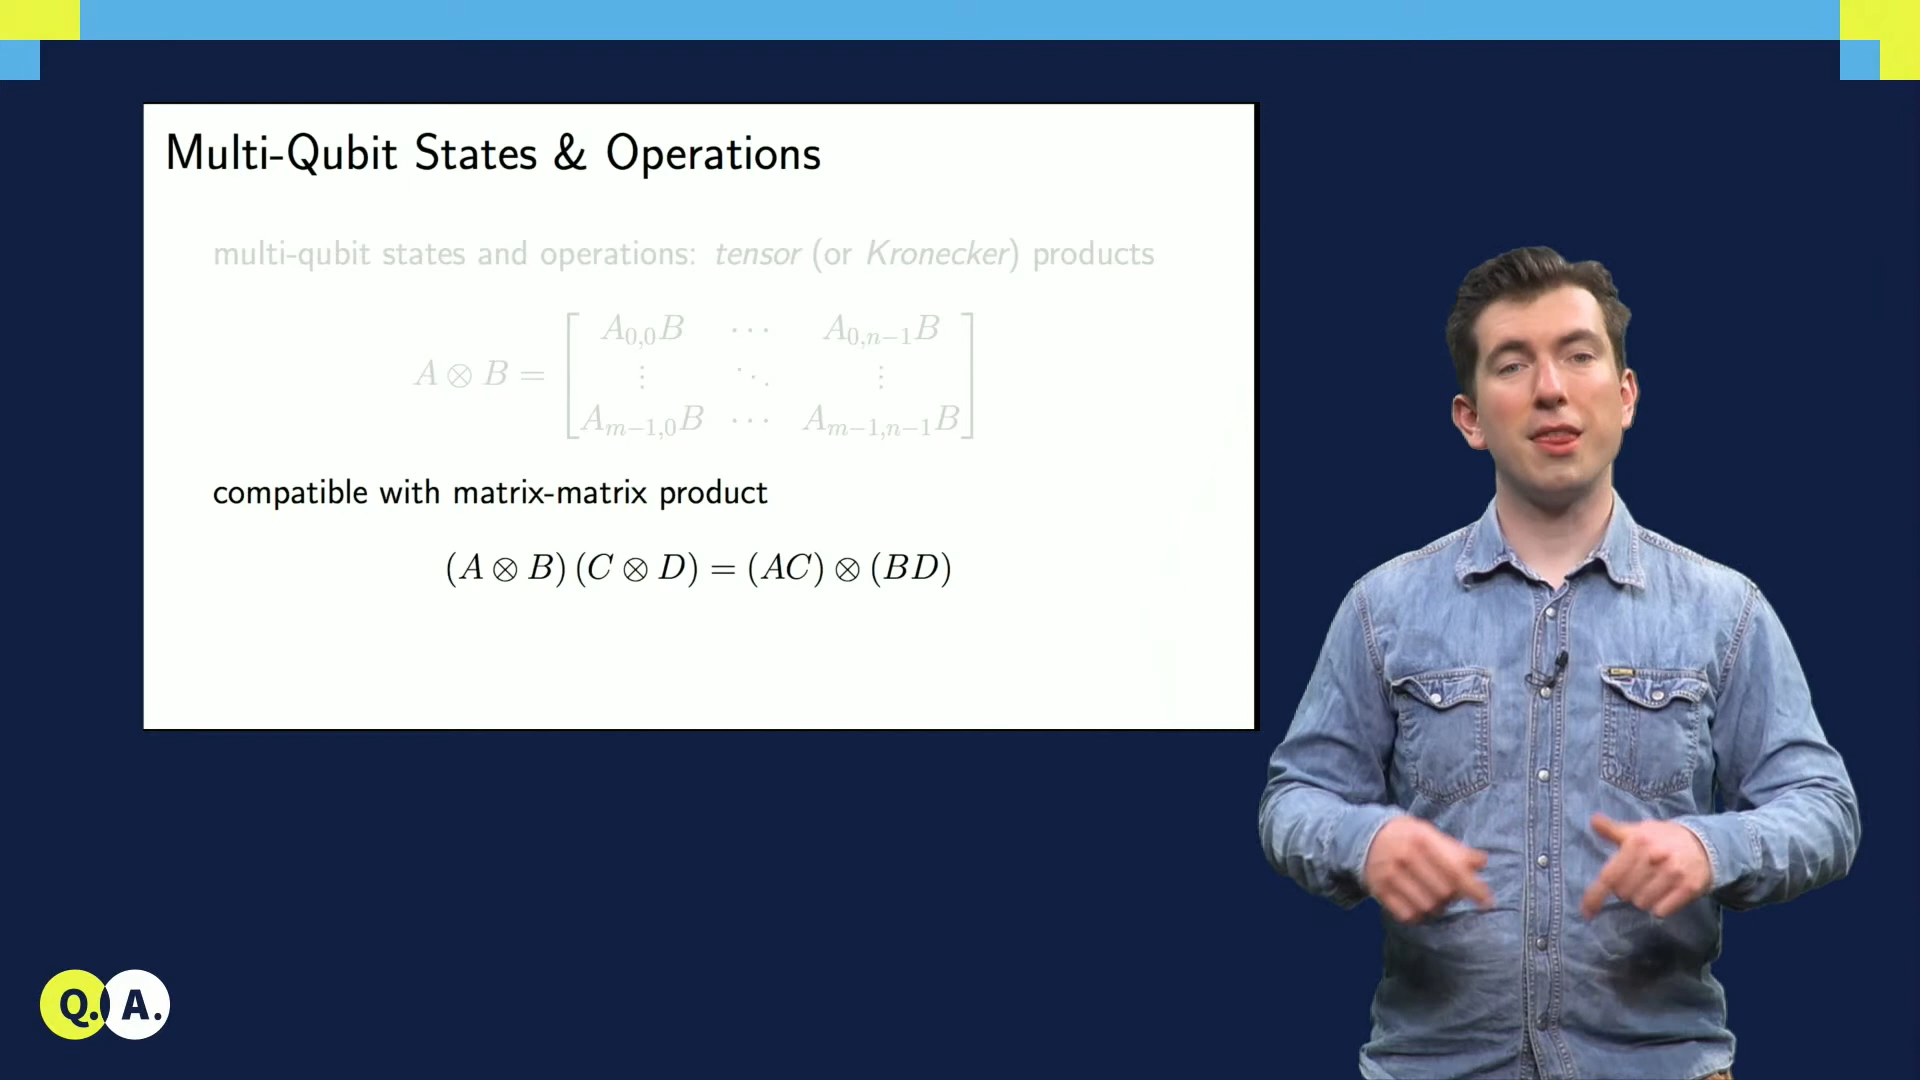 Multi-Qubit States & Operations
multi-qubit states and operations: tensor (or Kronecker) products
A ⊗ B = [ A_{0,0}B ⋯ A_{0,n−1}B
⋮ ⋱ ⋮
A_{m−1,0}B ⋯ A_{m−1,n−1}B ]
compatible with matrix-matrix product
(A ⊗ B) (C ⊗ D) = (AC) ⊗ (BD)
Q. A.